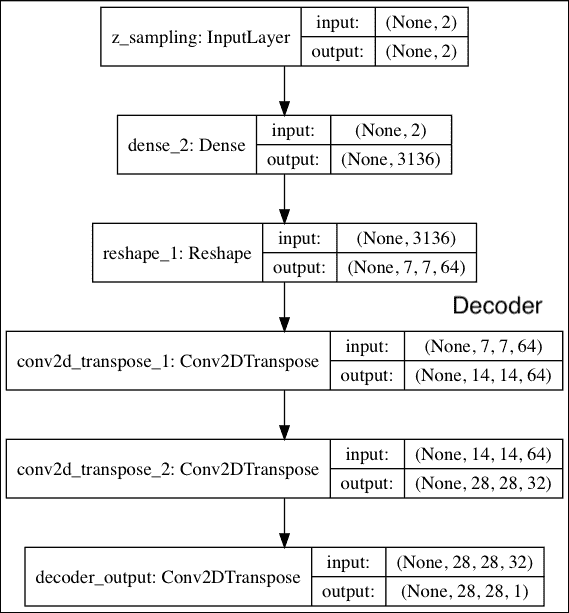 z_sampling: InputLayer
input: (None, 2)
output: (None, 2)
dense_2: Dense
input: (None, 2)
output: (None, 3136)
reshape_1: Reshape
input: (None, 3136)
output: (None, 7, 7, 64)
Decoder
conv2d_transpose_1: Conv2DTranspose
input: (None, 7, 7, 64)
output: (None, 14, 14, 64)
conv2d_transpose_2: Conv2DTranspose
input: (None, 14, 14, 64)
output: (None, 28, 28, 32)
decoder_output: Conv2DTranspose
input: (None, 28, 28, 32)
output: (None, 28, 28, 1)